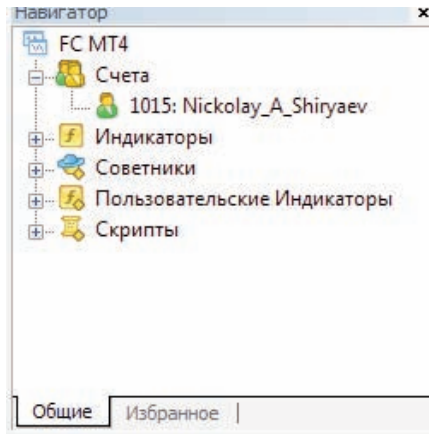 Навигатор
FC MT4
Счета
1015: Nickolay_A_Shiryaev
Индикаторы
Советники
Пользовательские Индикаторы
Скрипты
Общие Избранное